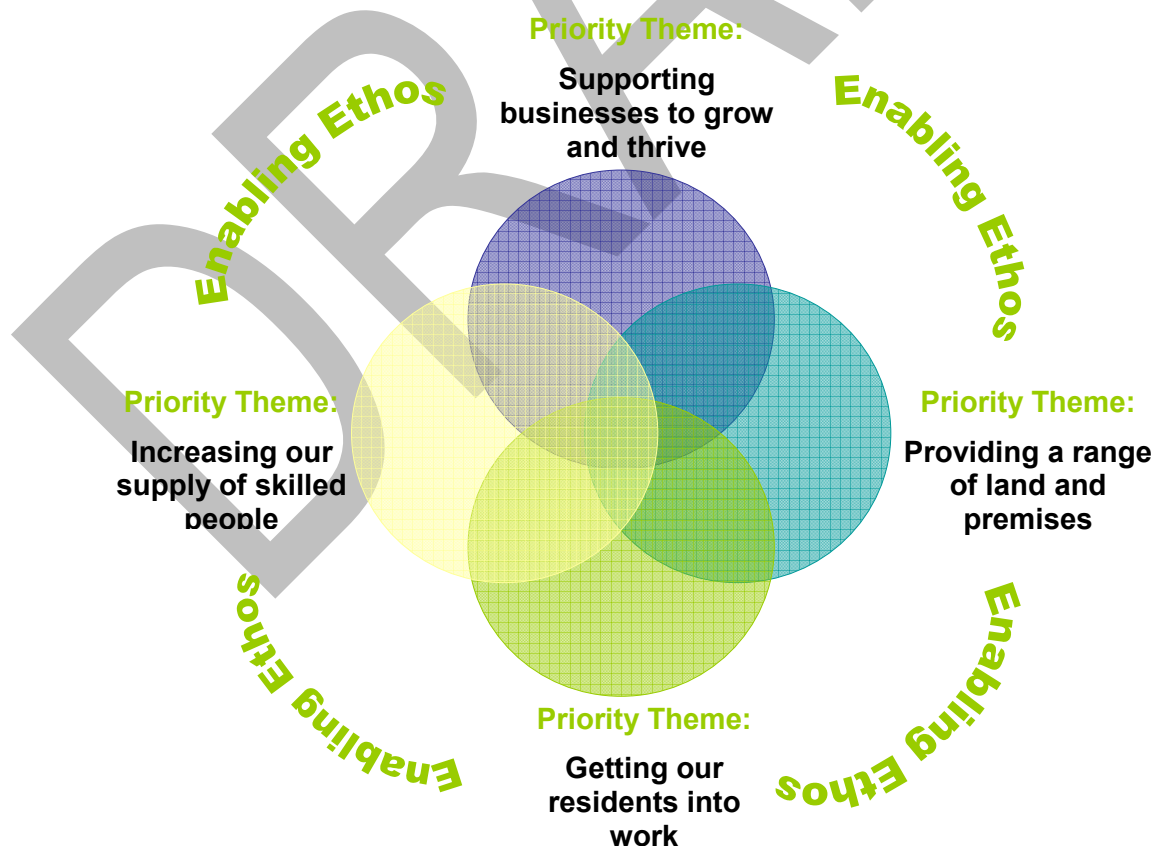 Priority Theme:
Supporting
businesses to grow
and thrive
Enabling Ethos
Enabling Ethos
Priority Theme:
Increasing our
supply of skilled
people
Priority Theme:
Providing a range
of land and
premises
Enabling Ethos
Enabling Ethos
Priority Theme:
Getting our
residents into
work